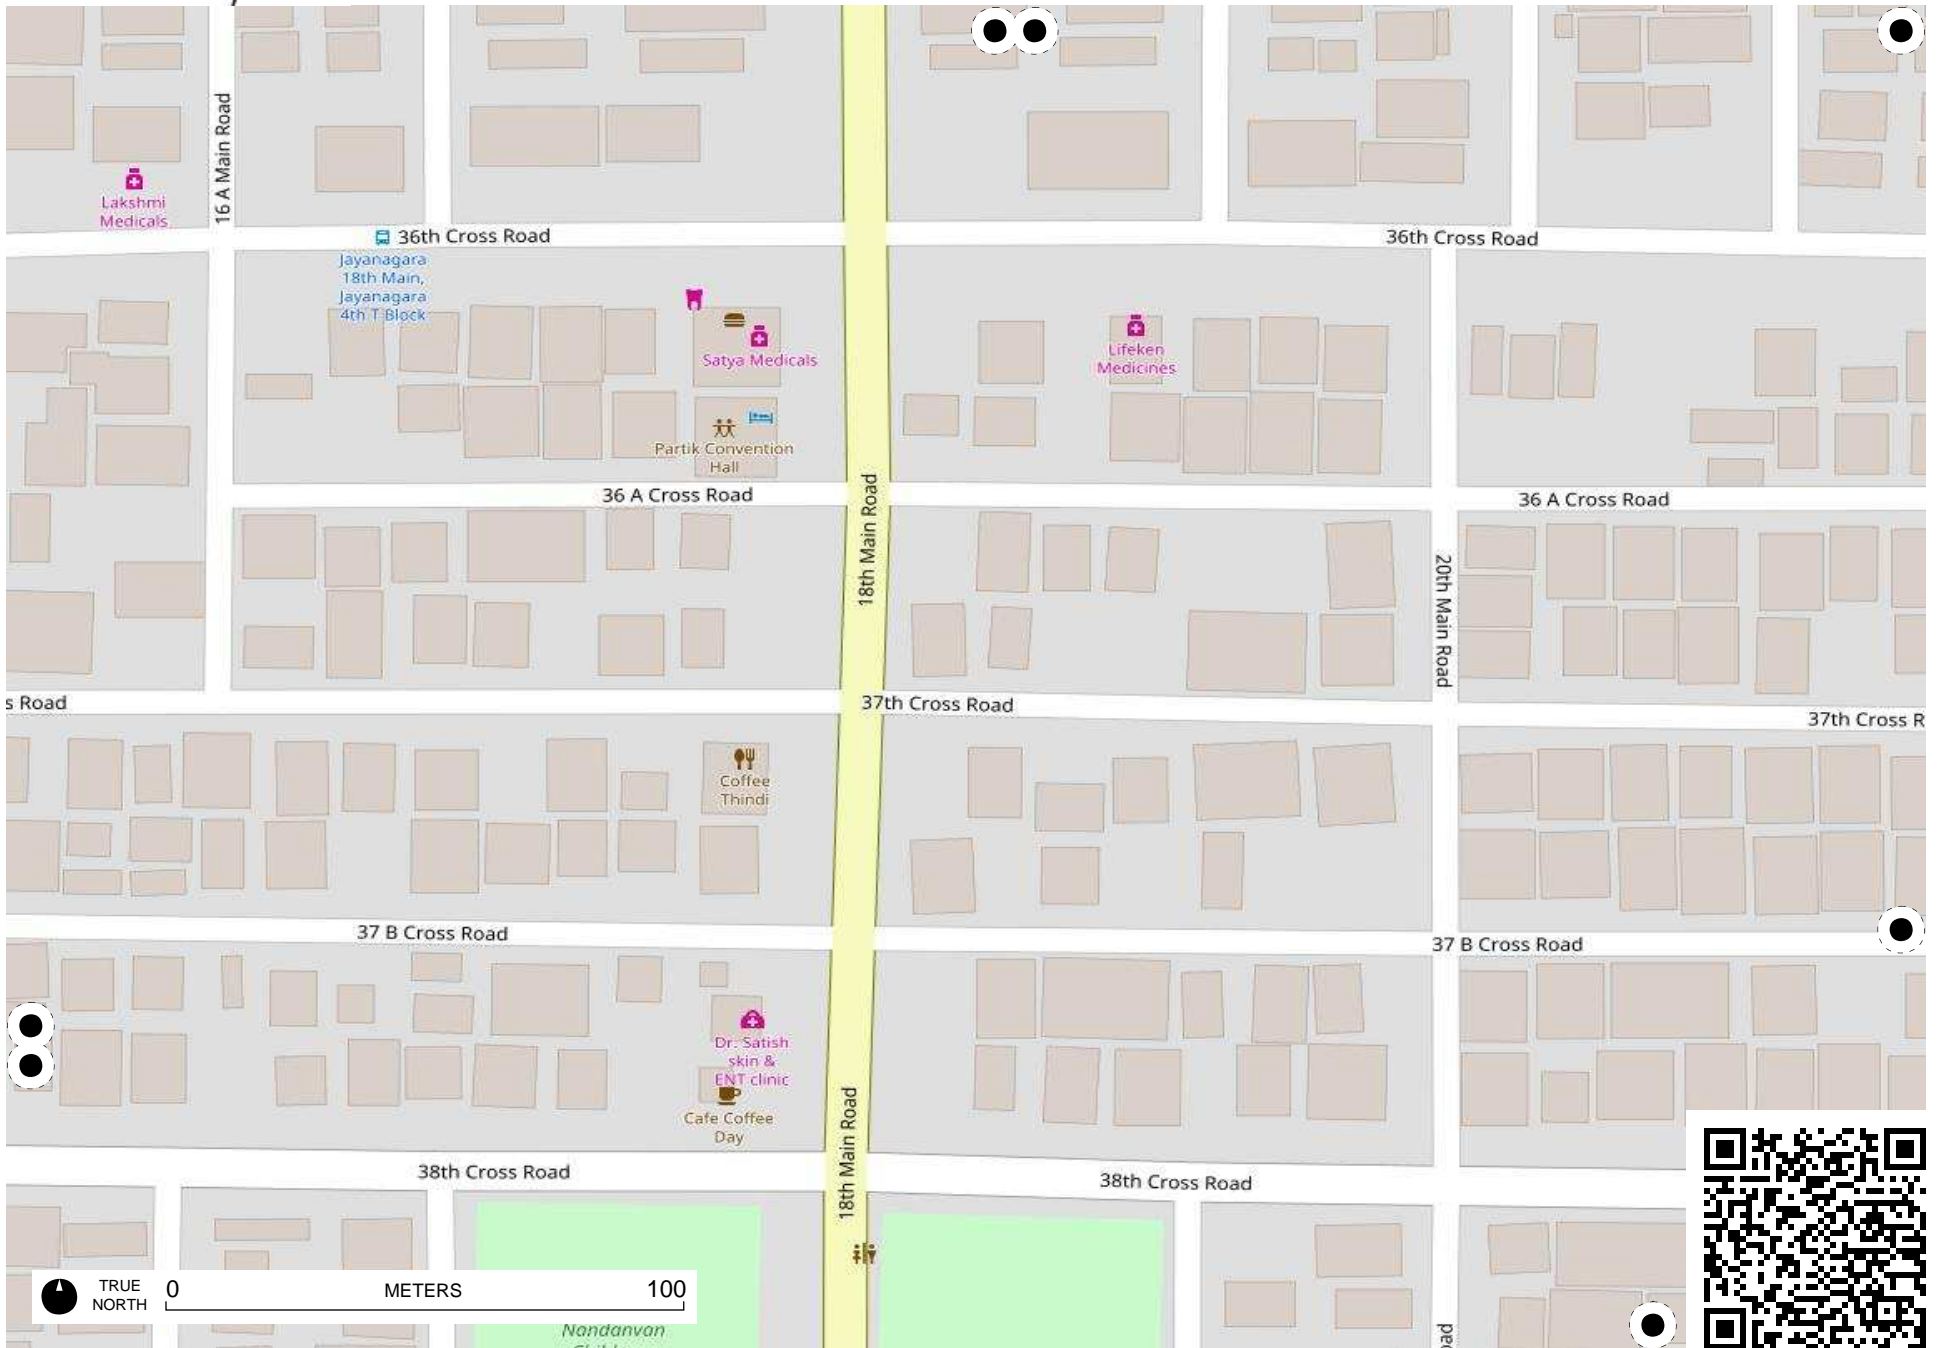 16 A Main Road
Lakshmi
Medicals
36th Cross Road
36th Cross Road
Jayanagara
18th Main,
Jayanagara
4th T Block
Satya Medicals
Lifeken
Medicines
Partik Convention
Hall
36 A Cross Road
36 A Cross Road
18th Main Road
20th Main Road
s Road
37th Cross Road
37th Cross R
Coffee
Thindi
37 B Cross Road
37 B Cross Road
Dr. Satish
skin &
ENT clinic
Cafe Coffee
Day
18th Main Road
38th Cross Road
38th Cross Road
TRUE
NORTH
0 METERS 100
Nandanvan